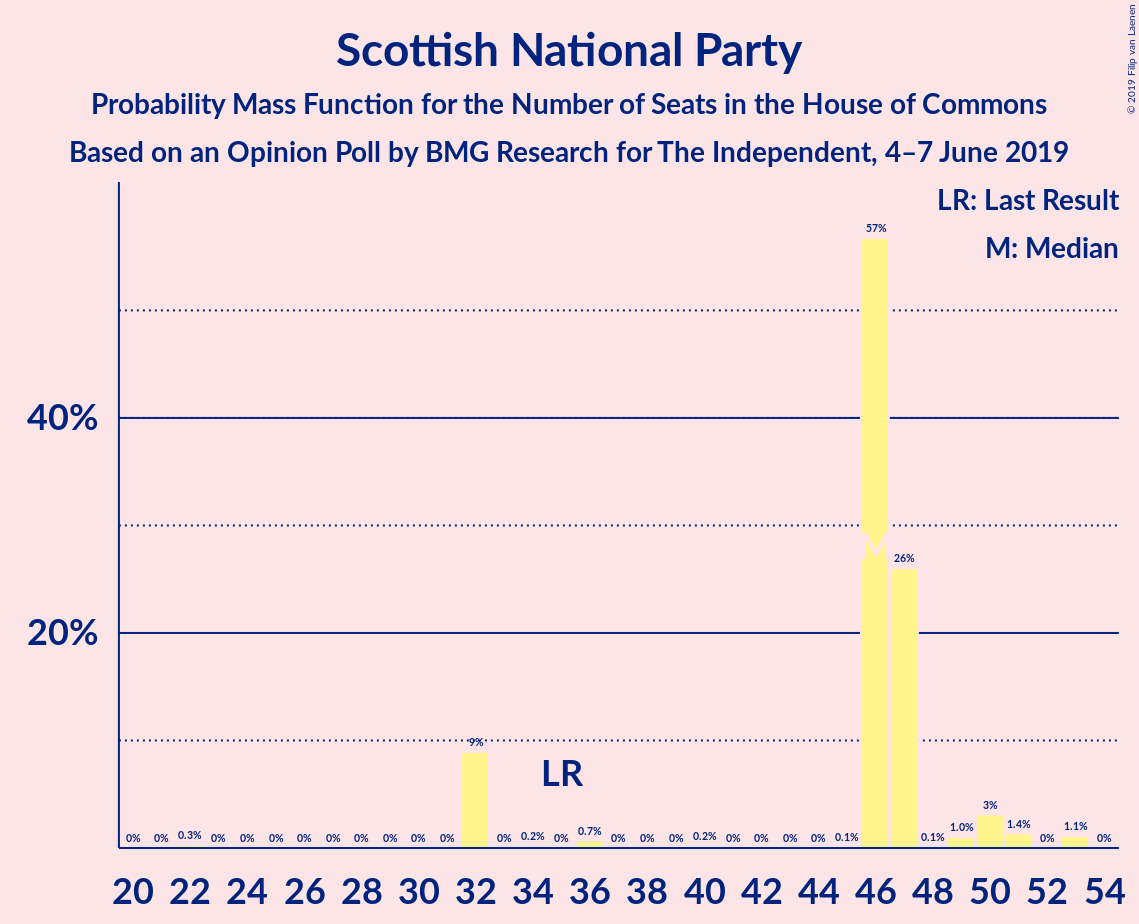 Scottish National Party
Probability Mass Function for the Number of Seats in the House of Commons
Based on an Opinion Poll by BMG Research for The Independent, 4–7 June 2019
© 2019 Filip van Laenen
LR: Last Result
M: Median
57%
40%
M
26%
20%
9%
LR
0% 0% 0.3% 0% 0% 0% 0% 0% 0% 0% 0% 0% 0% 0.2% 0% 0.7% 0% 0% 0% 0.2% 0% 0% 0% 0% 0.1% 0.1% 1.0% 3% 1.4% 0% 1.1% 0%
20 22 24 26 28 30 32 34 36 38 40 42 44 46 48 50 52 54